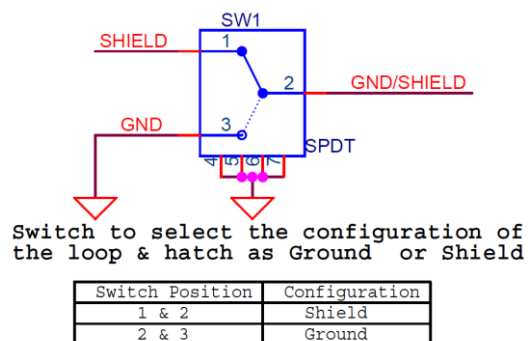 SW1
SHIELD
1
2
GND/SHIELD
GND
3
SPDT
4
5
6
7
Switch to select the configuration of
the loop & hatch as Ground or Shield
Switch Position Configuration
1 & 2 Shield
2 & 3 Ground